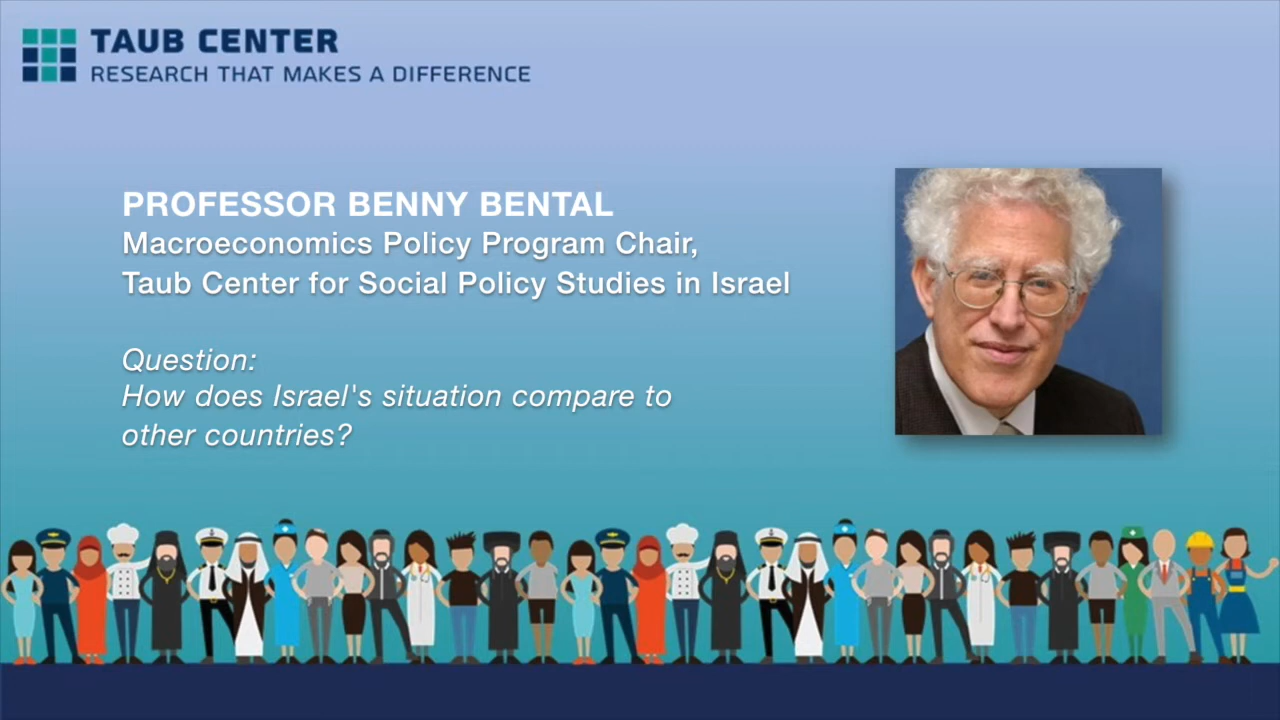 TAUB CENTER
RESEARCH THAT MAKES A DIFFERENCE
PROFESSOR BENNY BENTAL
Macroeconomics Policy Program Chair,
Taub Center for Social Policy Studies in Israel
Question:
How does Israel's situation compare to
other countries?